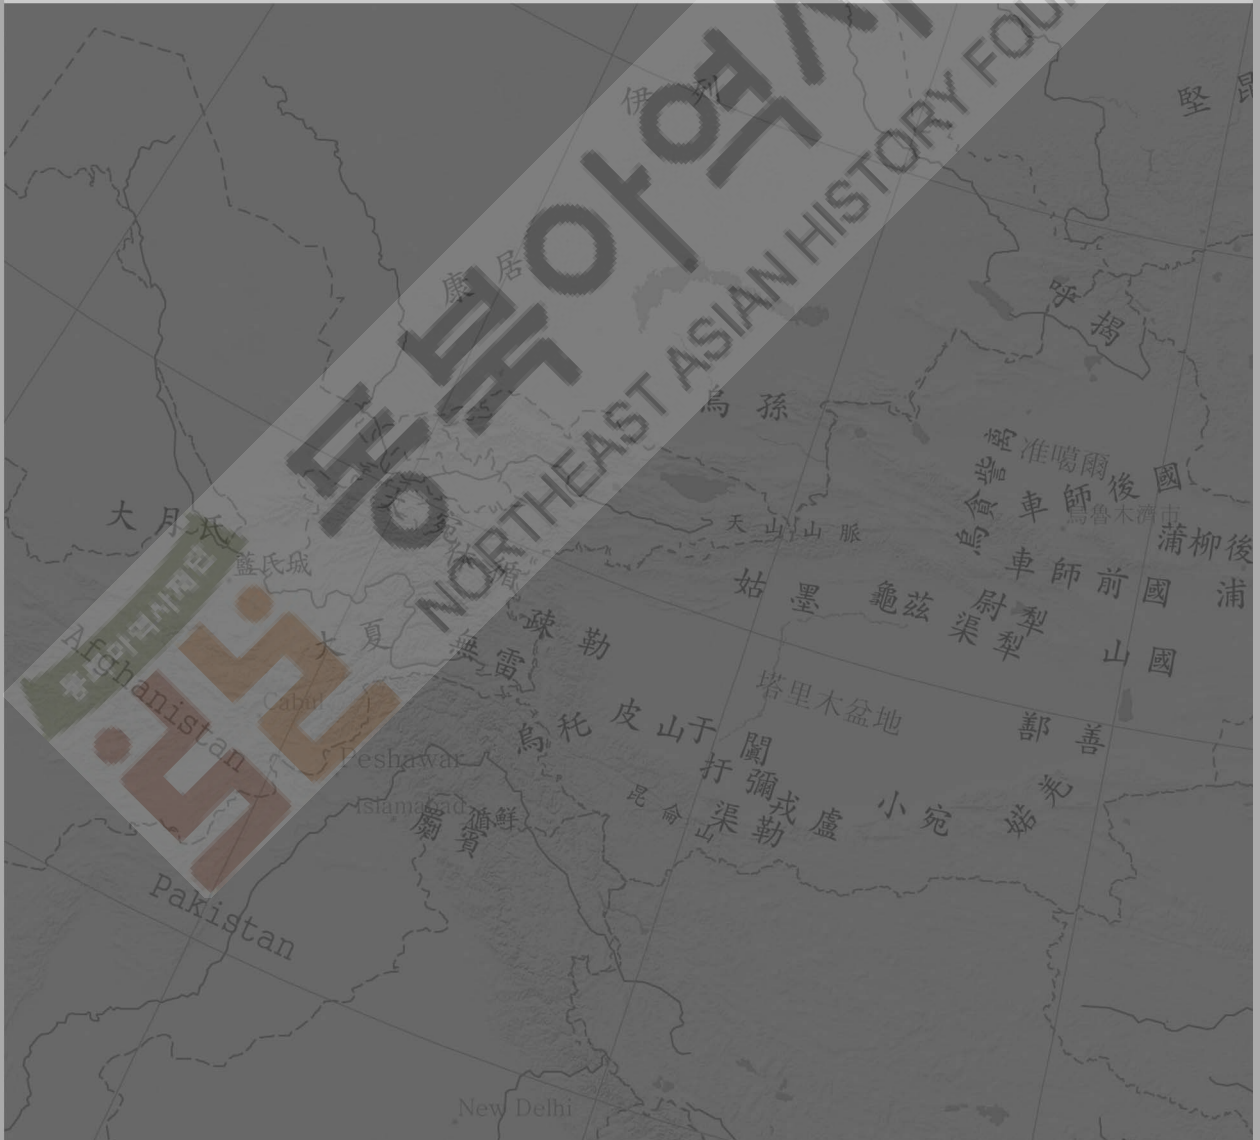 堅 昆
伊 列
동북아역사
NORTHEAST ASIAN HISTORY FOU
康 居
呼 揭
烏 孫
准噶爾
烏貪訾离
車 師 後 國
烏魯木濟市
大 月 氏
天 山 山 脈
蒲柳後
車 師 前 國
藍氏城
姑 墨
龜 茲
尉 犁
渠 犁
浦
동북아역사재단
大 夏
疎 勒
無 雷
山 國
Afghanistan
Cabul
塔里木盆地
烏 秅
皮 山
于 闐
鄯 善
Peshawar
扜 彌
Islamabad
昆 崙 山
戎 盧
小 宛
婼 羌
渠 勒
罽 賓
循鮮
Pakistan
New Delhi